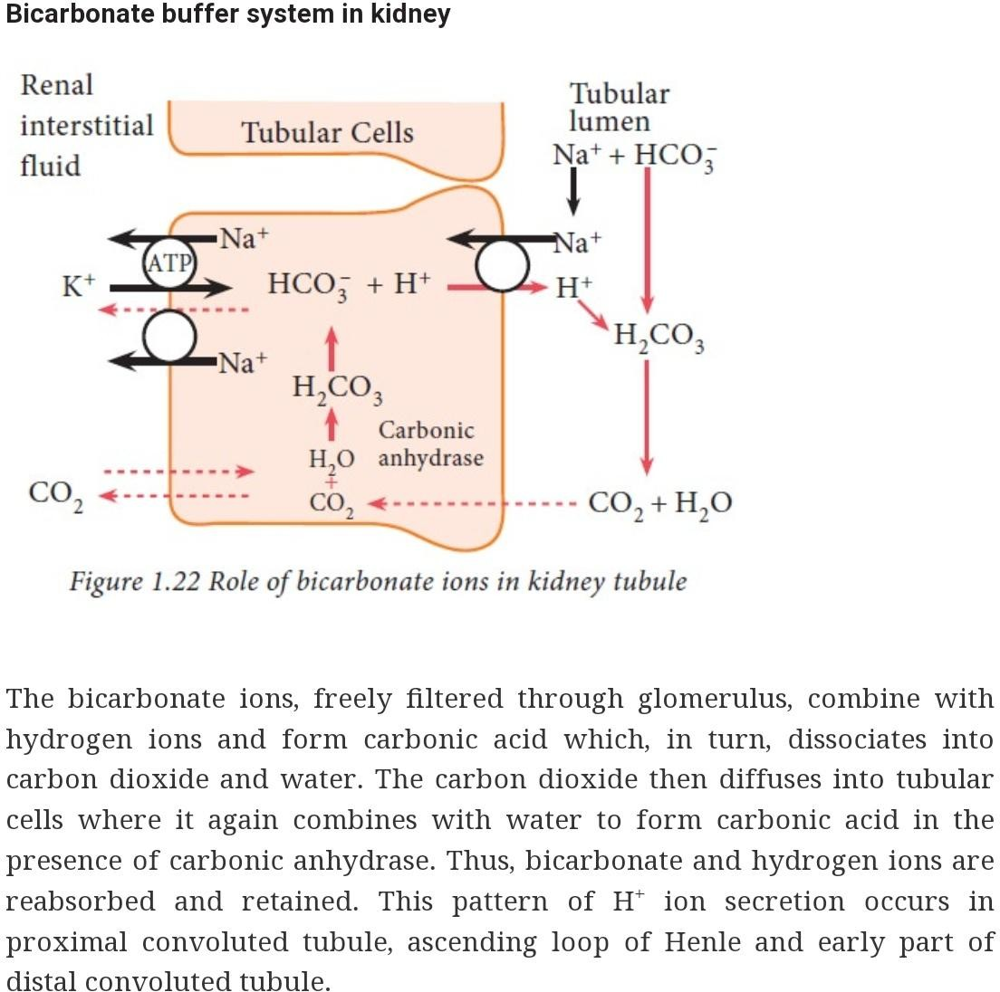 Bicarbonate buffer system in kidney
Renal
interstitial
fluid
Tubular Cells
Tubular
lumen
Na⁺ + HCO₃⁻
Na⁺
Na⁺
ATP
K⁺
HCO₃⁻ + H⁺
H⁺
H₂CO₃
Na⁺
H₂CO₃
Carbonic
anhydrase
H₂O
+
CO₂
CO₂
CO₂ + H₂O
Figure 1.22 Role of bicarbonate ions in kidney tubule
The bicarbonate ions, freely filtered through glomerulus, combine with
hydrogen ions and form carbonic acid which, in turn, dissociates into
carbon dioxide and water. The carbon dioxide then diffuses into tubular
cells where it again combines with water to form carbonic acid in the
presence of carbonic anhydrase. Thus, bicarbonate and hydrogen ions are
reabsorbed and retained. This pattern of H⁺ ion secretion occurs in
proximal convoluted tubule, ascending loop of Henle and early part of
distal convoluted tubule.